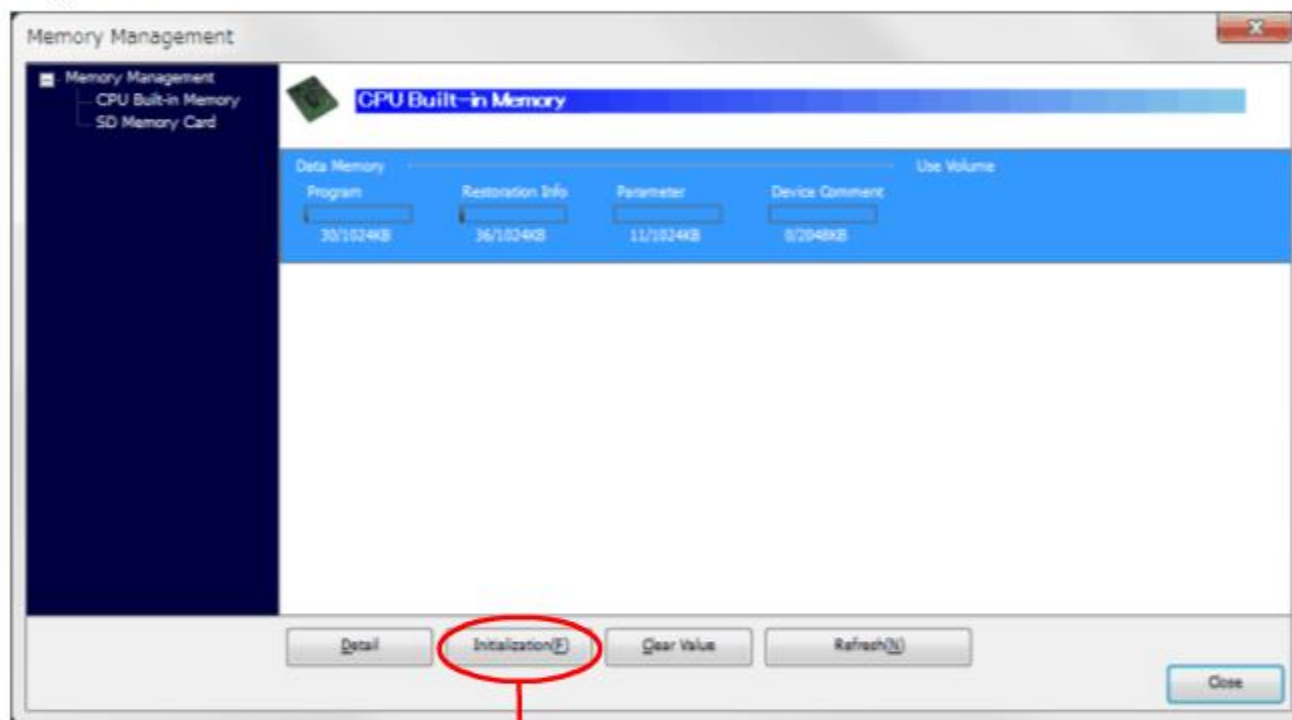 Memory Management
Memory Management
CPU Built-in Memory
SD Memory Card
CPU Built-in Memory
Data Memory Use Volume
Program Restoration Info Parameter Device Comment
30/1024KB 36/1024KB 11/1024KB 0/2048KB
Detail Initialization(F) Clear Value Refresh(N)
Close